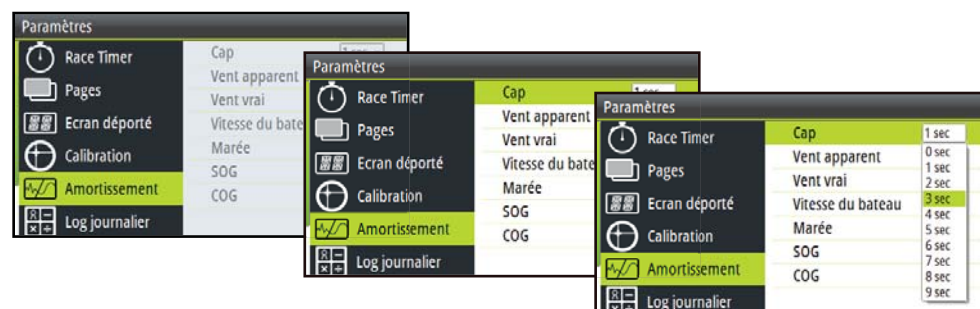 Paramètres
Race Timer
Pages
Ecran déporté
Calibration
Amortissement
Log journalier
Cap
Vent apparent
Vent vrai
Vitesse du bate
Marée
SOG
COG
Paramètres
Race Timer
Pages
Ecran déporté
Calibration
Amortissement
Log journalier
Cap
Vent apparent
Vent vrai
Vitesse du bate
Marée
SOG
COG
Paramètres
Race Timer
Pages
Ecran déporté
Calibration
Amortissement
Log journalier
Cap
Vent apparent
Vent vrai
Vitesse du bateau
Marée
SOG
COG
1 sec
0 sec
1 sec
2 sec
3 sec
4 sec
5 sec
6 sec
7 sec
8 sec
9 sec